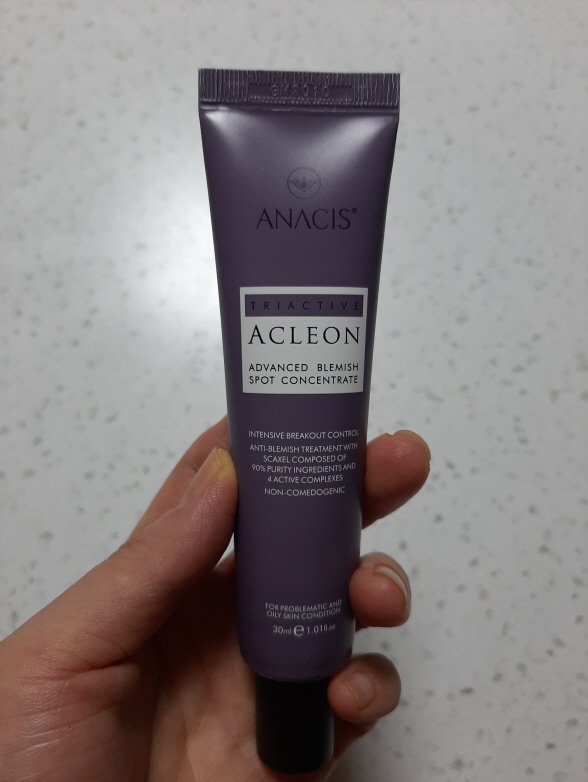 ANACIS®
TRIACTIVE
ACLEON
ADVANCED BLEMISH
SPOT CONCENTRATE
INTENSIVE BREAKOUT CONTROL
ANTI-BLEMISH TREATMENT WITH
SCAXEL COMPOSED OF
90% PURITY INGREDIENTS AND
4 ACTIVE COMPLEXES
NON-COMEDOGENIC
FOR PROBLEMATIC AND
OILY SKIN CONDITION
30ml ℮ 1.01fl oz.